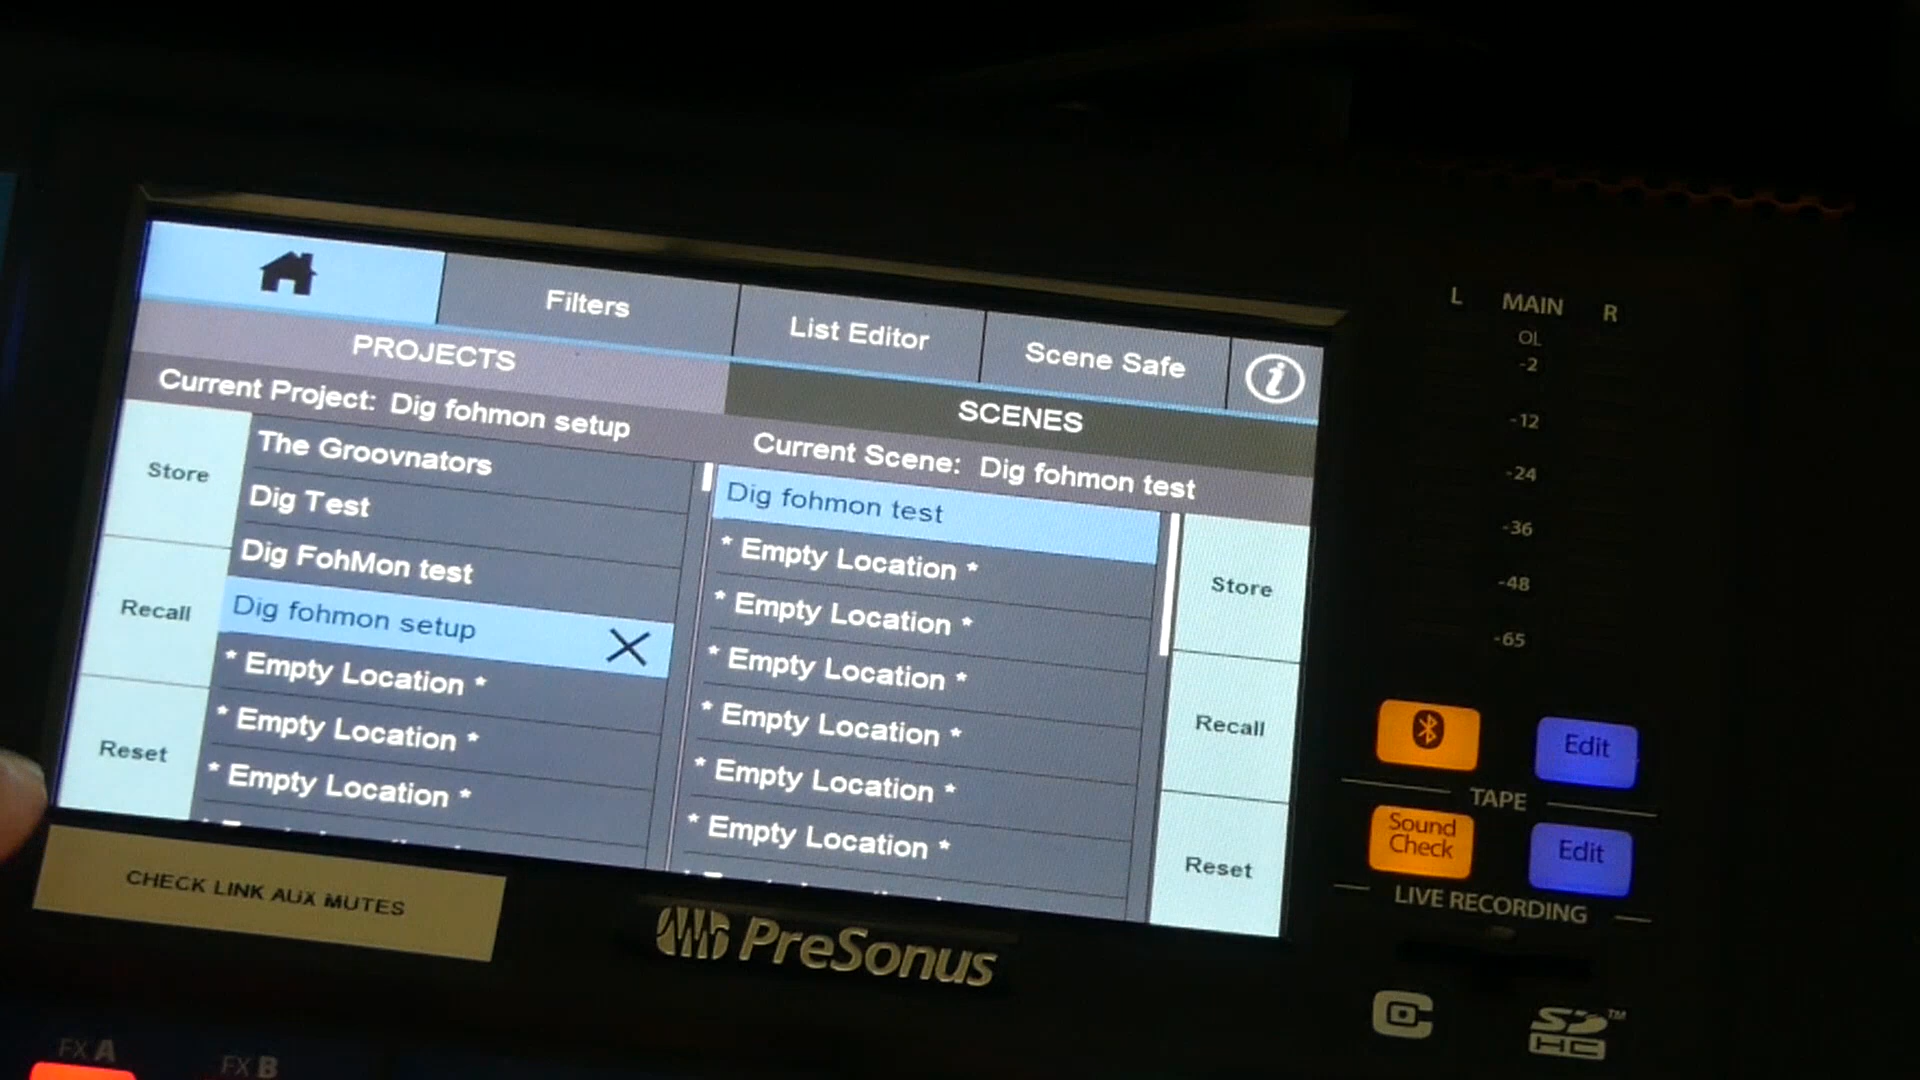 Filters
List Editor
Scene Safe
i
PROJECTS
SCENES
Current Project: Dig fohmon setup
Current Scene: Dig fohmon test
Store
Recall
Reset
The Groovnators
Dig Test
Dig FohMon test
Dig fohmon setup
* Empty Location *
* Empty Location *
* Empty Location *
Dig fohmon test
* Empty Location *
* Empty Location *
* Empty Location *
* Empty Location *
* Empty Location *
* Empty Location *
Store
Recall
Reset
L MAIN R
OL
-2
-12
-24
-36
-48
-65
Edit
TAPE
Sound
Check
Edit
LIVE RECORDING
CHECK LINK AUX MUTES
PreSonus
SD™
HC
FX A
FX B